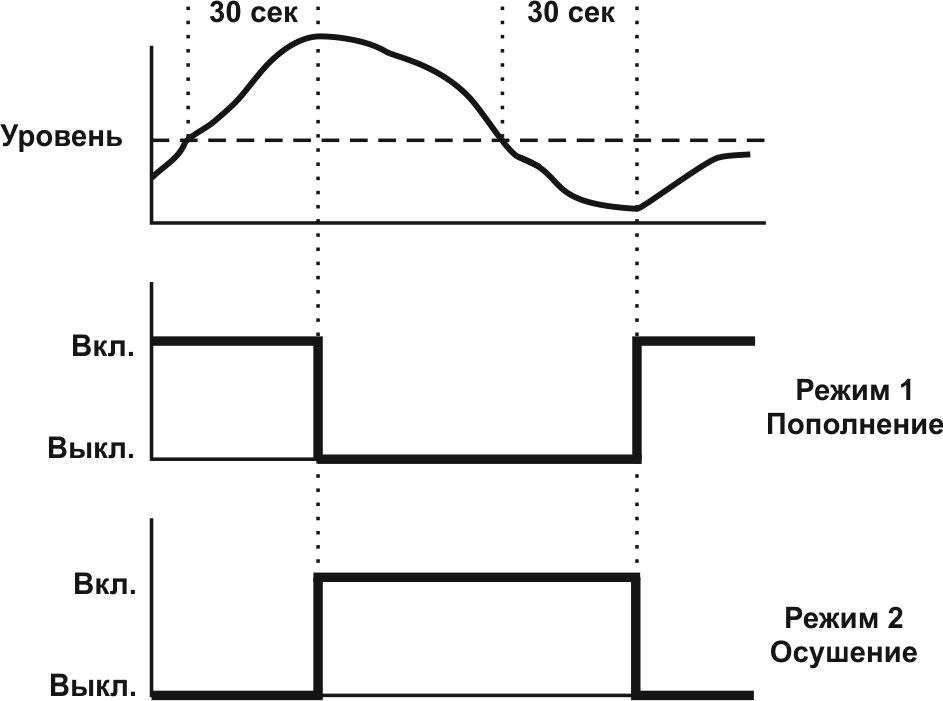 30 сек
30 сек
Уровень
Вкл.
Режим 1
Пополнение
Выкл.
Вкл.
Режим 2
Осушение
Выкл.